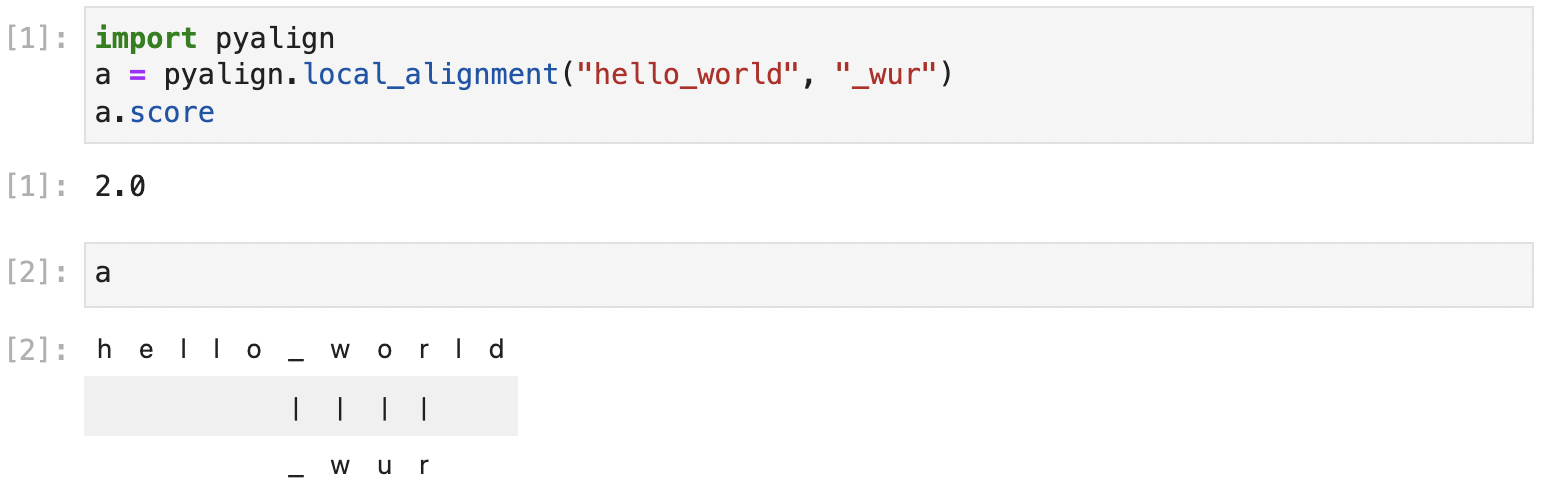 [1]: import pyalign
a = pyalign.local_alignment("hello_world", "_wur")
a.score
[1]: 2.0
[2]: a
[2]: h e l l o _ w o r l d
| | | |
_ w u r